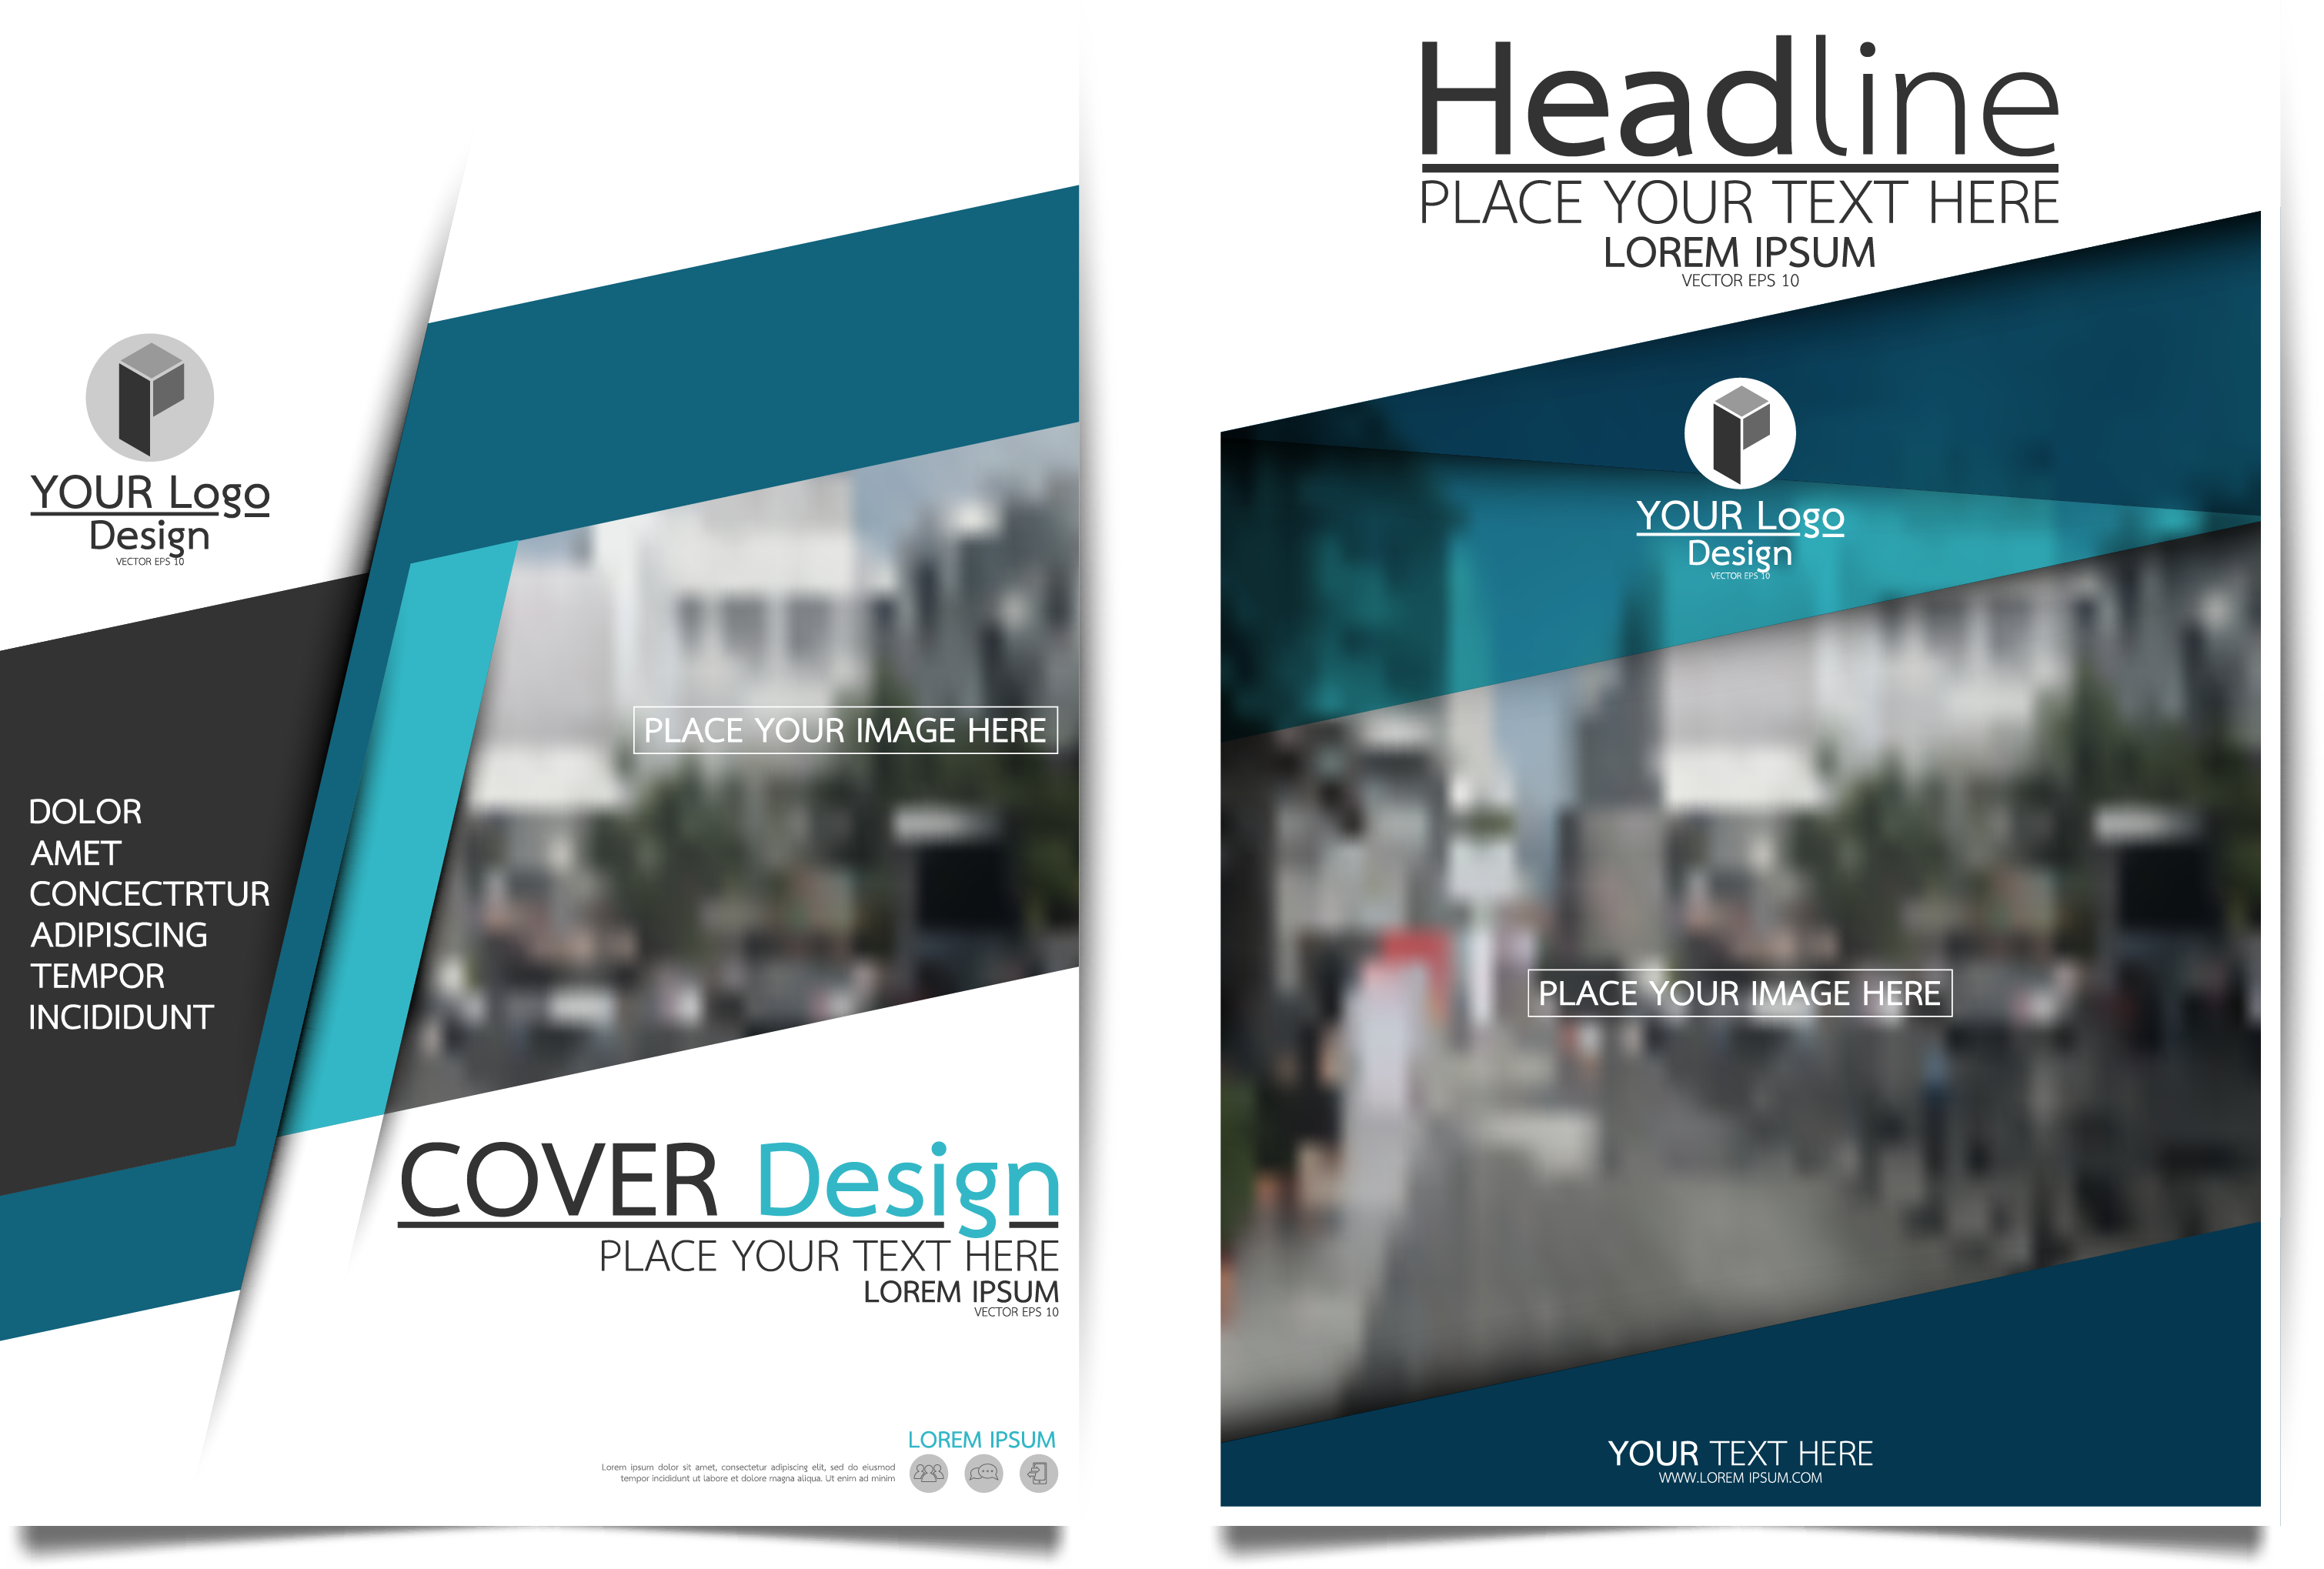 YOUR Logo
Design
VECTOR EPS 10
DOLOR
AMET
CONCECTRTUR
ADIPISCING
TEMPOR
INCIDIDUNT
PLACE YOUR IMAGE HERE
COVER Design
PLACE YOUR TEXT HERE
LOREM IPSUM
VECTOR EPS 10
LOREM IPSUM
Lorem ipsum dolor sit amet, consectetur adipiscing elit, sed do eiusmod
tempor incididunt ut labore et dolore magna aliqua. Ut enim ad minim
Headline
PLACE YOUR TEXT HERE
LOREM IPSUM
VECTOR EPS 10
YOUR Logo
Design
VECTOR EPS 10
PLACE YOUR IMAGE HERE
YOUR TEXT HERE
WWW.LOREM IPSUM.COM